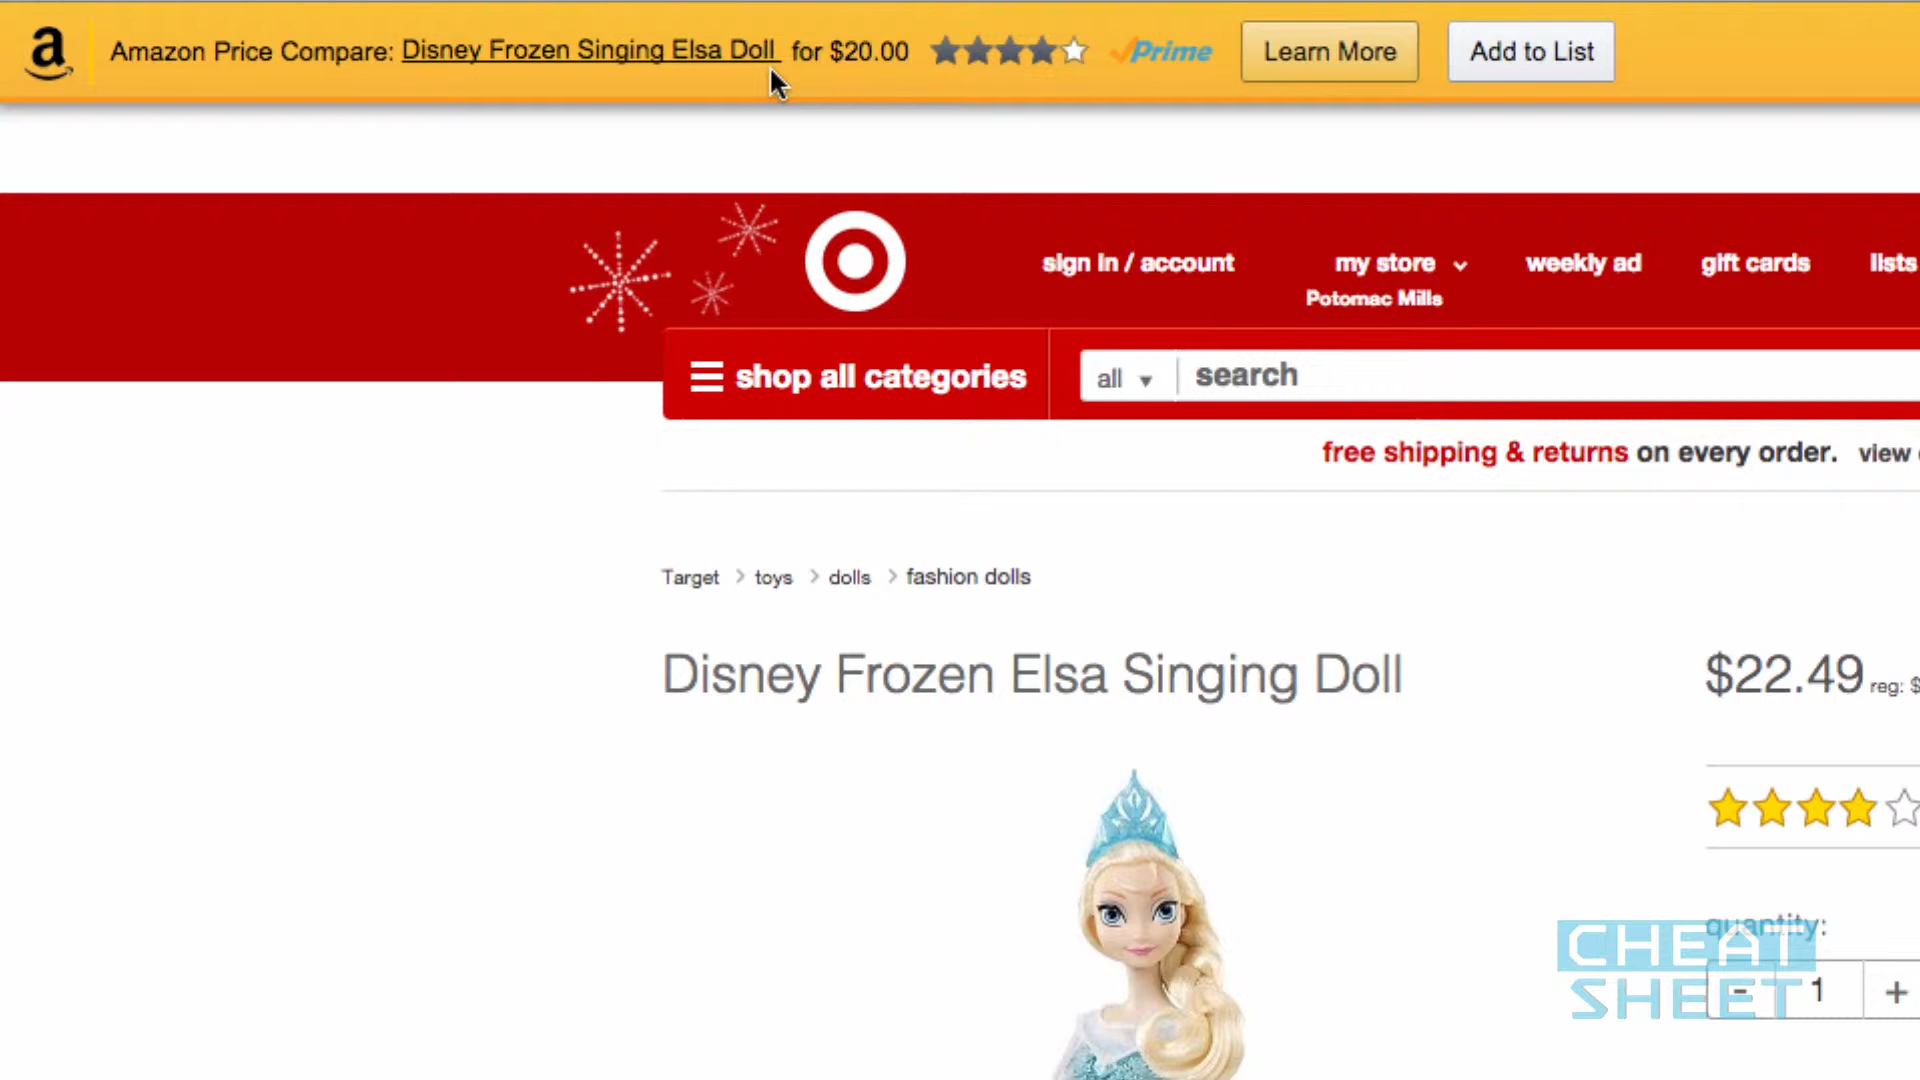 a Amazon Price Compare: Disney Frozen Singing Elsa Doll for $20.00 Prime Learn More Add to List
sign in / account my store weekly ad gift cards lists
Potomac Mills
shop all categories all search
free shipping & returns on every order. view
Target > toys > dolls > fashion dolls
Disney Frozen Elsa Singing Doll $22.49 reg: $
quantity:
- 1 +
CHEAT
SHEET